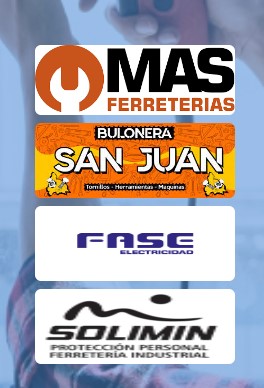 MAS
FERRETERIAS
BULONERA
SAN JUAN
Tornillos - Herramientas - Maquinas
FASE
ELECTRICIDAD
SOLIMIN
PROTECCIÓN PERSONAL
FERRETERÍA INDUSTRIAL